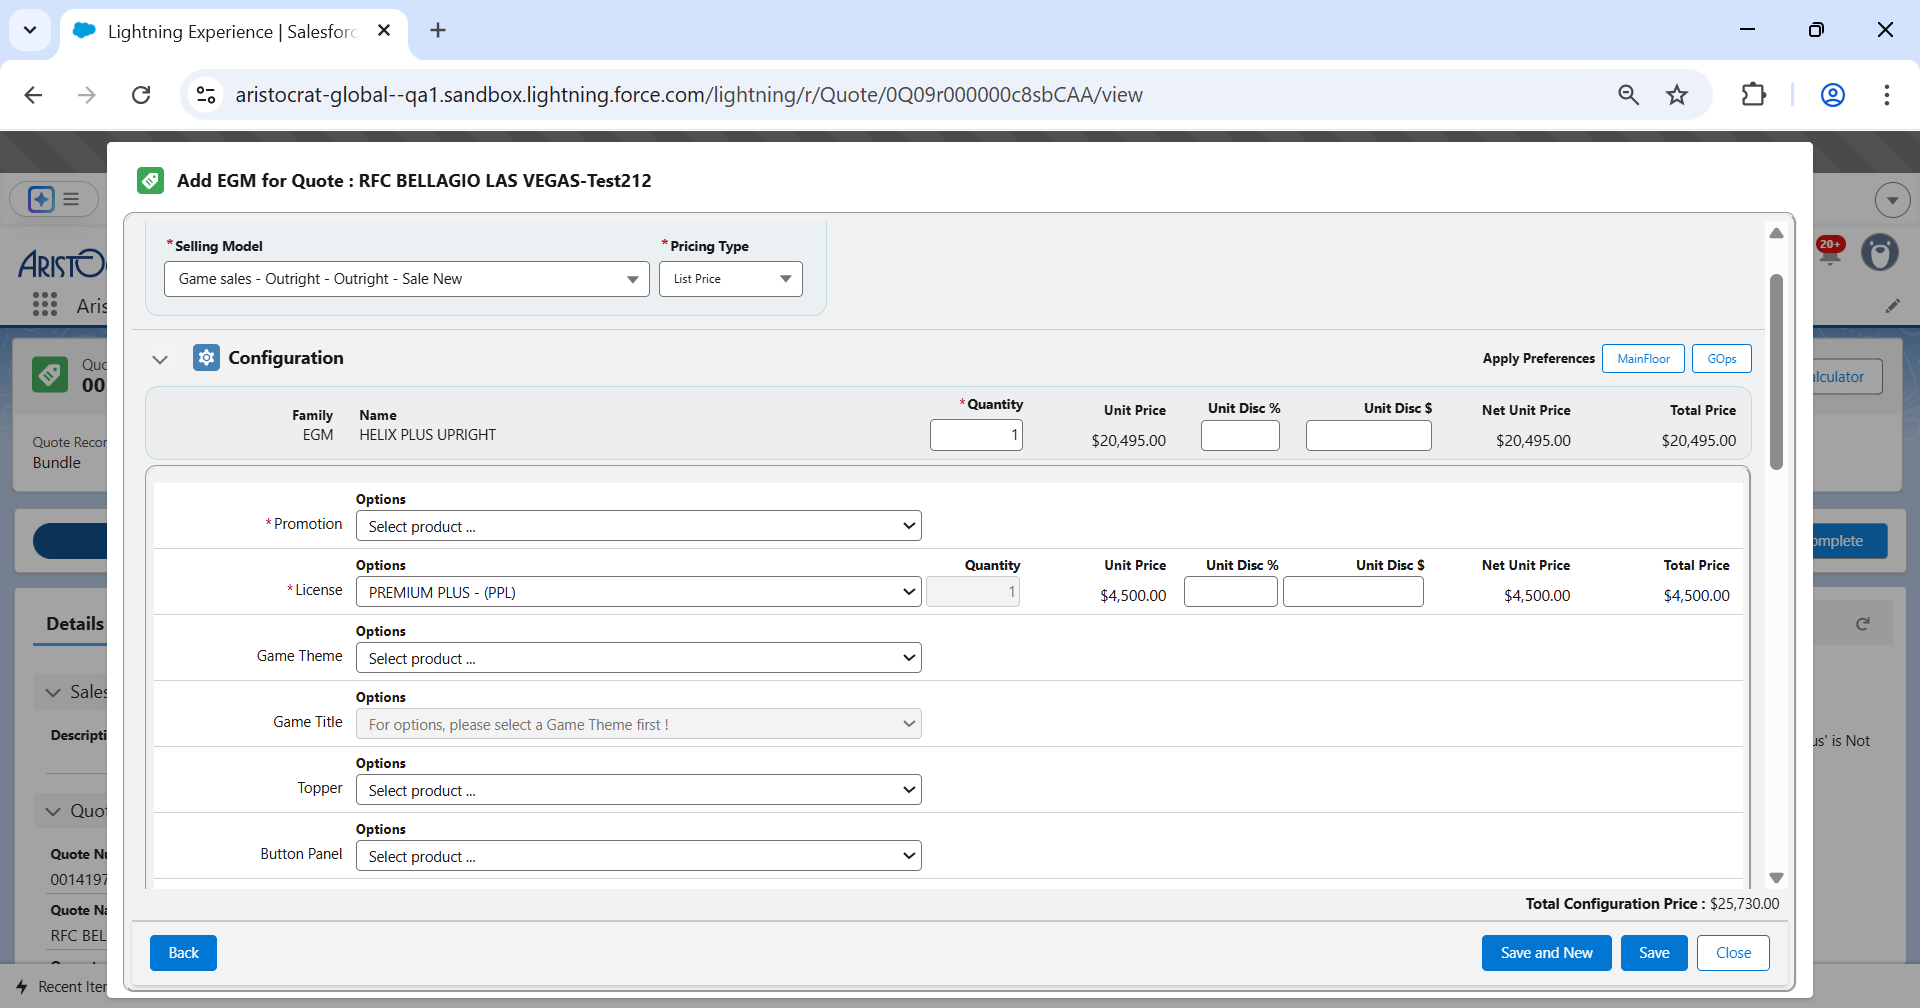 Lightning Experience | Salesforc
aristocrat-global--qa1.sandbox.lightning.force.com/lightning/r/Quote/0Q09r000000c8sbCAA/view
Add EGM for Quote : RFC BELLAGIO LAS VEGAS-Test212
*Selling Model *Pricing Type
Game sales - Outright - Outright - Sale New List Price
ARISTOC
20+
Aris
Configuration Apply Preferences MainFloor GOps
Quo
00
alculator
Family Name *Quantity Unit Price Unit Disc % Unit Disc $ Net Unit Price Total Price
EGM HELIX PLUS UPRIGHT 1 $20,495.00 $20,495.00 $20,495.00
Quote Recor
Bundle
Options
*Promotion Select product ...
omplete
Options Quantity Unit Price Unit Disc % Unit Disc $ Net Unit Price Total Price
*License PREMIUM PLUS - (PPL) 1 $4,500.00 $4,500.00 $4,500.00
Details
Options
Game Theme Select product ...
Sales
Options
Game Title For options, please select a Game Theme first !
Descripti
us' is Not
Options
Topper Select product ...
Quot
Options
Button Panel Select product ...
Quote Nu
0014197
Total Configuration Price : $25,730.00
Quote Na
RFC BEL
Back Save and New Save Close
Recent Iter